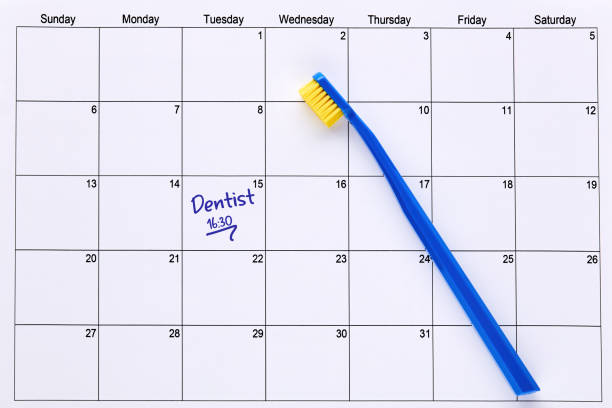 Sunday Monday Tuesday Wednesday Thursday Friday Saturday
1 2 3 4 5
6 7 8 10 11 12
13 14 15 16 17 18 19
Dentist
16:30
20 21 22 23 24 25 26
27 28 29 30 31